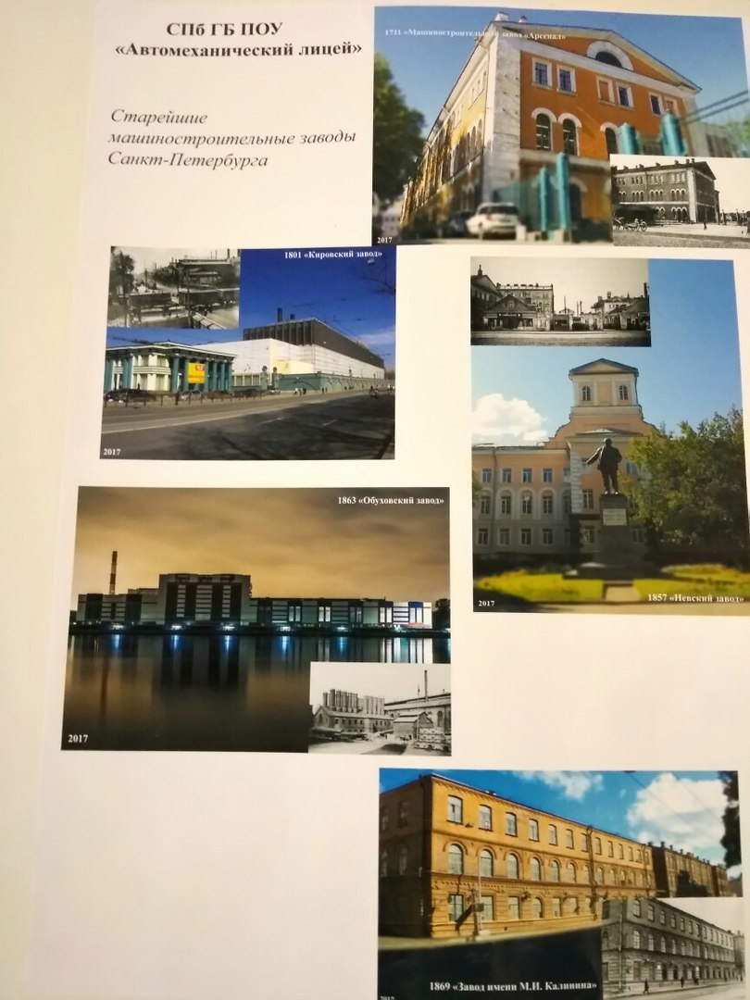 СПб ГБ ПОУ
«Автомеханический лицей»
Старейшие
машиностроительные заводы
Санкт-Петербурга
1711 «Машиностроительный завод «Арсенал»
2017
1801 «Кировский завод»
2017
2017
1857 «Невский завод»
1863 «Обуховский завод»
2017
1869 «Завод имени М.И. Калинина»
2017